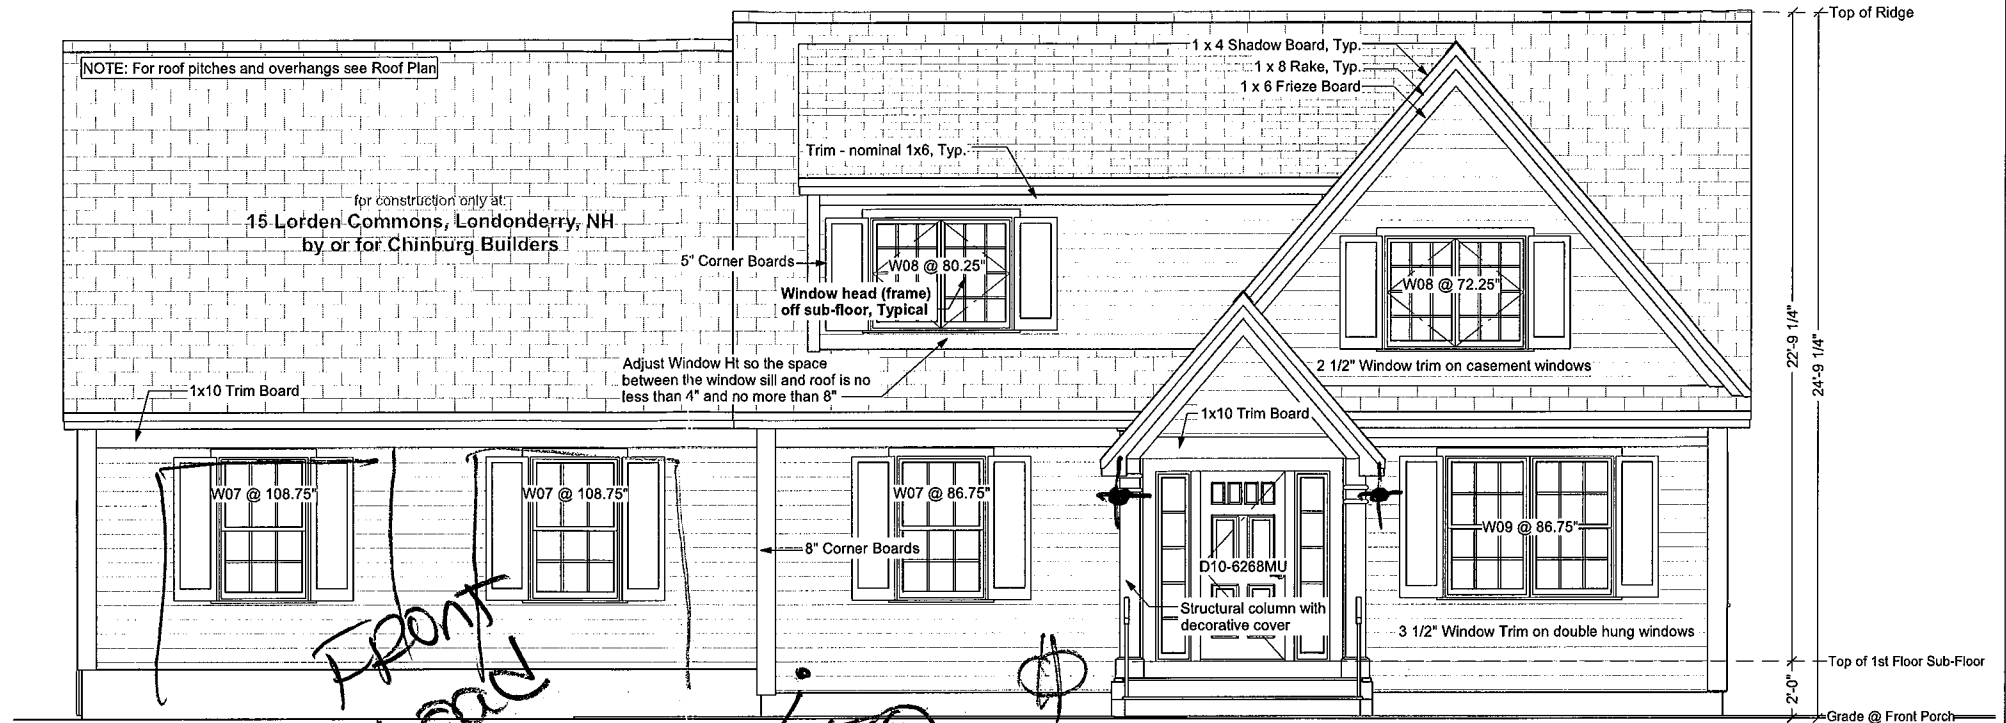 Top of Ridge
NOTE: For roof pitches and overhangs see Roof Plan
1 x 4 Shadow Board, Typ.
1 x 8 Rake, Typ.
1 x 6 Frieze Board
Trim - nominal 1x6, Typ.
for construction only at:
15 Lorden Commons, Londonderry, NH
by or for Chinburg Builders
5" Corner Boards
W08 @ 80.25"
Window head (frame)
off sub-floor, Typical
W08 @ 72.25"
Adjust Window Ht so the space
between the window sill and roof is no
less than 4" and no more than 8"
2 1/2" Window trim on casement windows
22'-9 1/4"
24'-9 1/4"
1x10 Trim Board
1x10 Trim Board
W07 @ 108.75"
W07 @ 108.75"
W07 @ 86.75"
W09 @ 86.75"
8" Corner Boards
D10-6268MU
Structural column with
decorative cover
3 1/2" Window Trim on double hung windows
Front
Top of 1st Floor Sub-Floor
2'-0"
Grade @ Front Porch